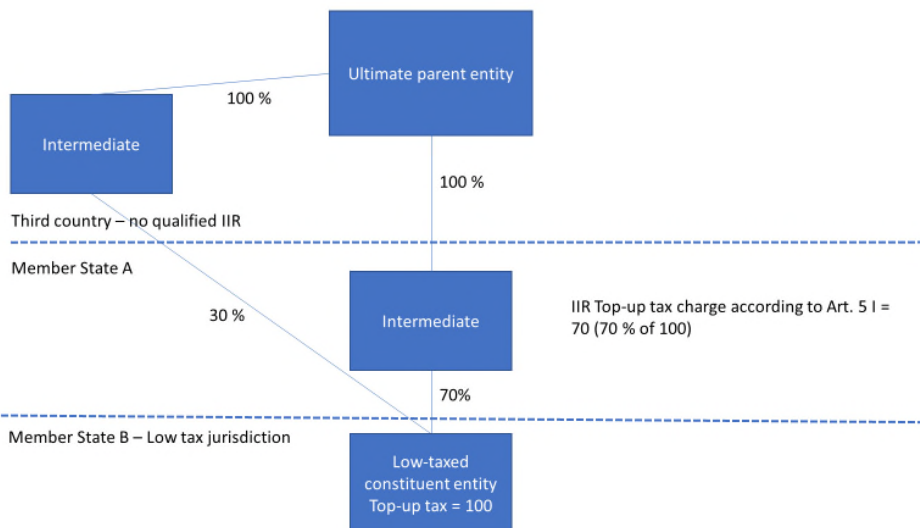 Ultimate parent entity
100 %
Intermediate
100 %
Third country – no qualified IIR
Member State A
30 %
Intermediate
IIR Top-up tax charge according to Art. 5 I =
70 (70 % of 100)
70%
Member State B – Low tax jurisdiction
Low-taxed
constituent entity
Top-up tax = 100